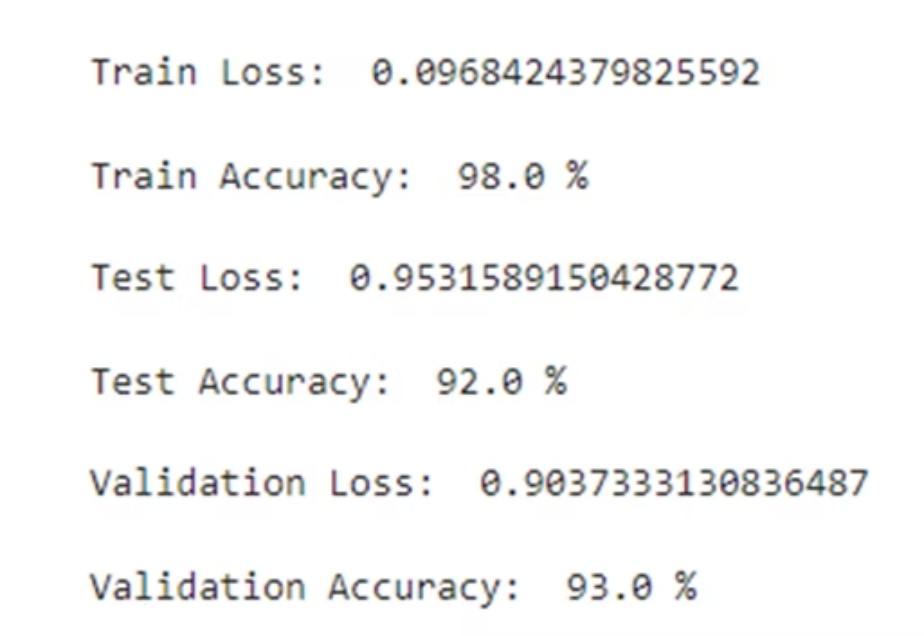 Train Loss:  0.0968424379825592
Train Accuracy:  98.0 %
Test Loss:  0.9531589150428772
Test Accuracy:  92.0 %
Validation Loss:  0.9037333130836487
Validation Accuracy:  93.0 %